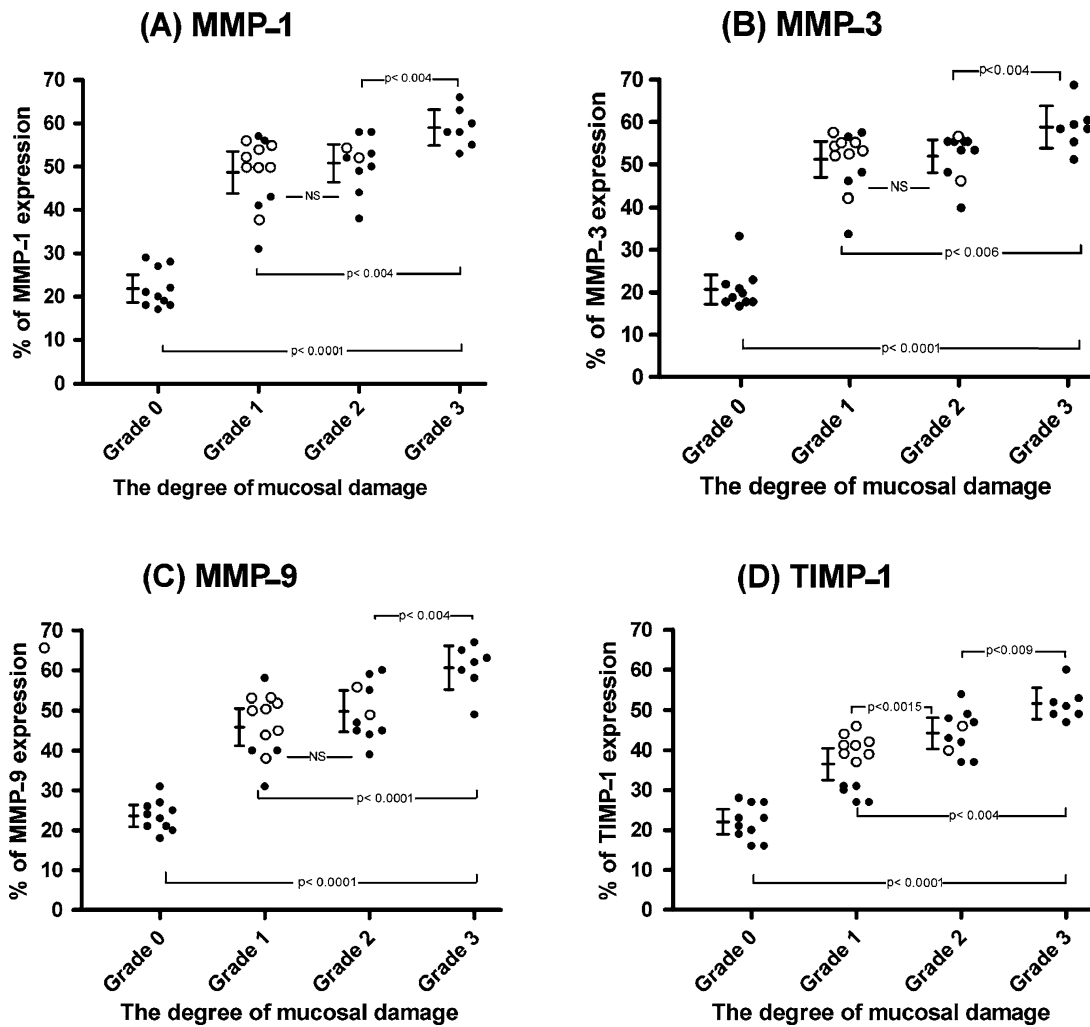 (A) MMP-1
% of MMP-1 expression
70
60
50
40
30
20
10
0
p< 0.004
NS
p< 0.004
p< 0.0001
Grade 0
Grade 1
Grade 2
Grade 3
The degree of mucosal damage
(B) MMP-3
% of MMP-3 expression
70
60
50
40
30
20
10
0
p<0.004
NS
p< 0.006
p< 0.0001
Grade 0
Grade 1
Grade 2
Grade 3
The degree of mucosal damage
(C) MMP-9
% of MMP-9 expression
70
60
50
40
30
20
10
0
p< 0.004
NS
p< 0.0001
p< 0.0001
Grade 0
Grade 1
Grade 2
Grade 3
The degree of mucosal damage
(D) TIMP-1
% of TIMP-1 expression
70
60
50
40
30
20
10
0
p<0.009
p<0.0015
p< 0.004
p< 0.0001
Grade 0
Grade 1
Grade 2
Grade 3
The degree of mucosal damage